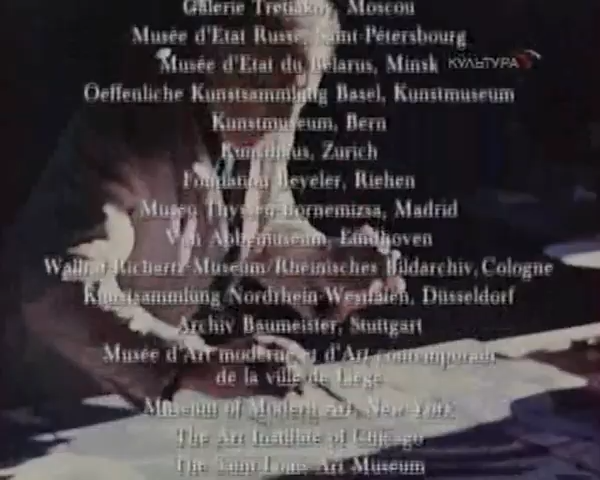 Galerie Tretiakov, Moscou
Musée d'Etat Russe, Saint-Pétersbourg
Musée d'Etat du Bélarus, Minsk
КУЛЬТУРА
Oeffenliche Kunstsammlung Basel, Kunstmuseum
Kunstmuseum, Bern
Kunsthaus, Zurich
Fondation Beyeler, Riehen
Museo Thyssen-Bornemizsa, Madrid
Van Abbemuseum, Eindhoven
Wallraf-Richartz-Museum/Rheinisches Bildarchiv, Cologne
Kunstsammlung Nordrhein-Westfalen, Düsseldorf
Archiv Baumeister, Stuttgart
Musée d'Art moderne et d'Art contemporain
de la ville de Liège
Museum of Modern Art, New-York
The Art Institute of Chicago
The Saint Louis Art Museum